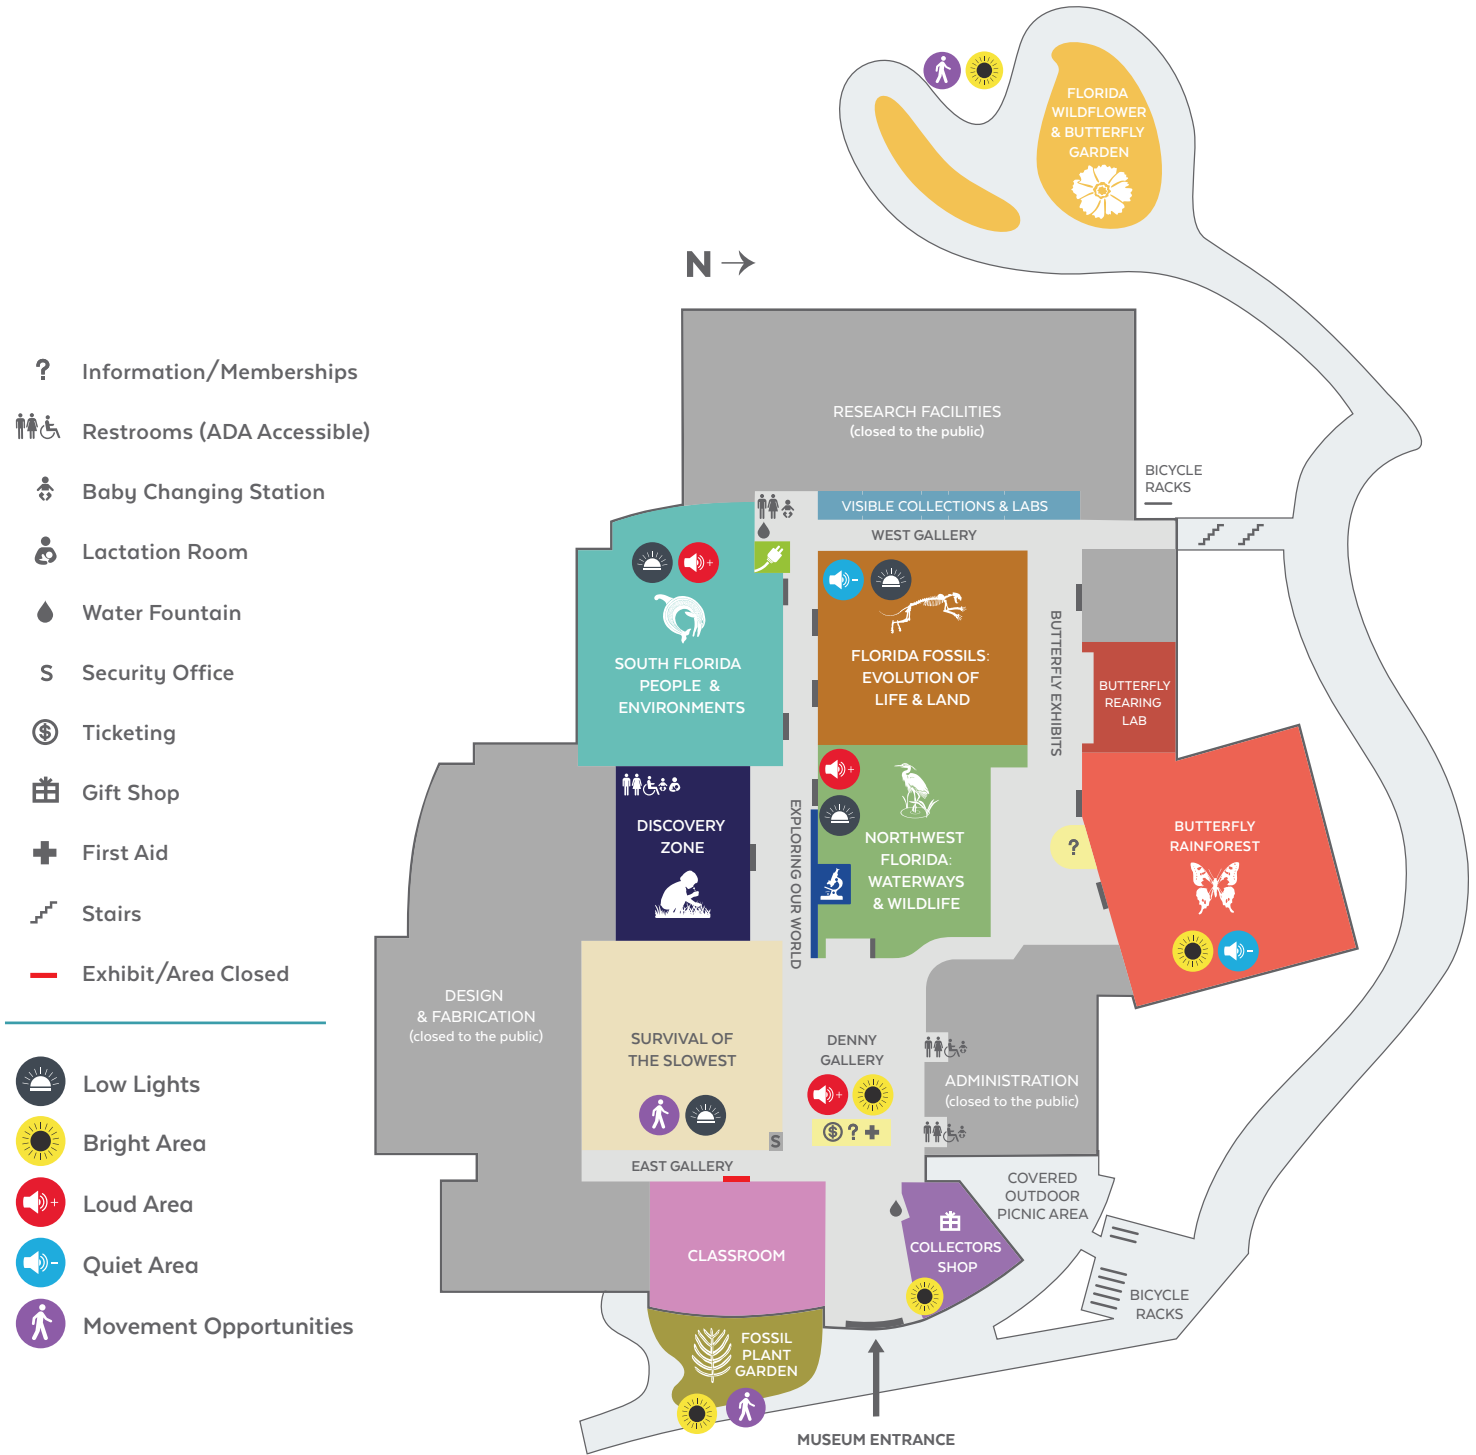 FLORIDA
WILDFLOWER
& BUTTERFLY
GARDEN
N
RESEARCH FACILITIES
(closed to the public)
BICYCLE
RACKS
VISIBLE COLLECTIONS & LABS
WEST GALLERY
SOUTH FLORIDA
PEOPLE &
ENVIRONMENTS
FLORIDA FOSSILS:
EVOLUTION OF
LIFE & LAND
BUTTERFLY EXHIBITS
BUTTERFLY
REARING
LAB
DISCOVERY
ZONE
EXPLORING OUR WORLD
NORTHWEST
FLORIDA:
WATERWAYS
& WILDLIFE
?
BUTTERFLY
RAINFOREST
DESIGN
& FABRICATION
(closed to the public)
SURVIVAL OF
THE SLOWEST
S
DENNY
GALLERY
$ ?
ADMINISTRATION
(closed to the public)
EAST GALLERY
CLASSROOM
COLLECTORS
SHOP
COVERED
OUTDOOR
PICNIC AREA
BICYCLE
RACKS
FOSSIL
PLANT
GARDEN
MUSEUM ENTRANCE
? Information/Memberships
Restrooms (ADA Accessible)
Baby Changing Station
Lactation Room
Water Fountain
S Security Office
$ Ticketing
Gift Shop
First Aid
Stairs
Exhibit/Area Closed
Low Lights
Bright Area
Loud Area
Quiet Area
Movement Opportunities